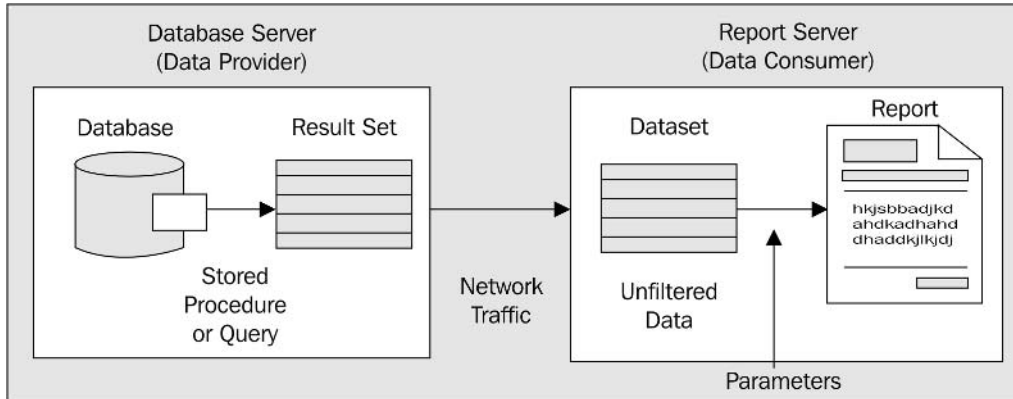 Database Server
(Data Provider)
Report Server
(Data Consumer)
Database
Result Set
Dataset
Report
hkjsbbadjkd
ahdkadhahd
dhaddkjlkjdj
Stored
Procedure
or Query
Network
Traffic
Unfiltered
Data
Parameters